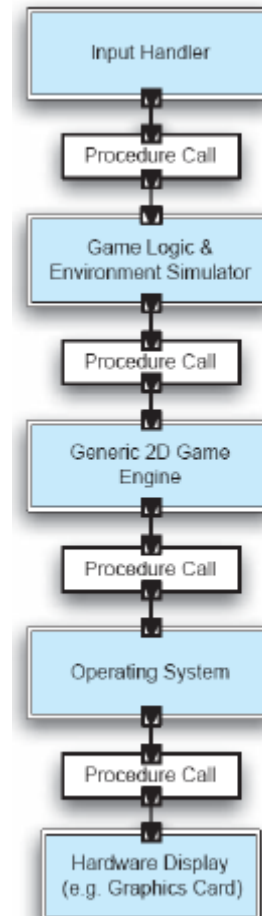 Input Handler
Procedure Call
Game Logic &
Environment Simulator
Procedure Call
Generic 2D Game
Engine
Procedure Call
Operating System
Procedure Call
Hardware Display
(e.g. Graphics Card)